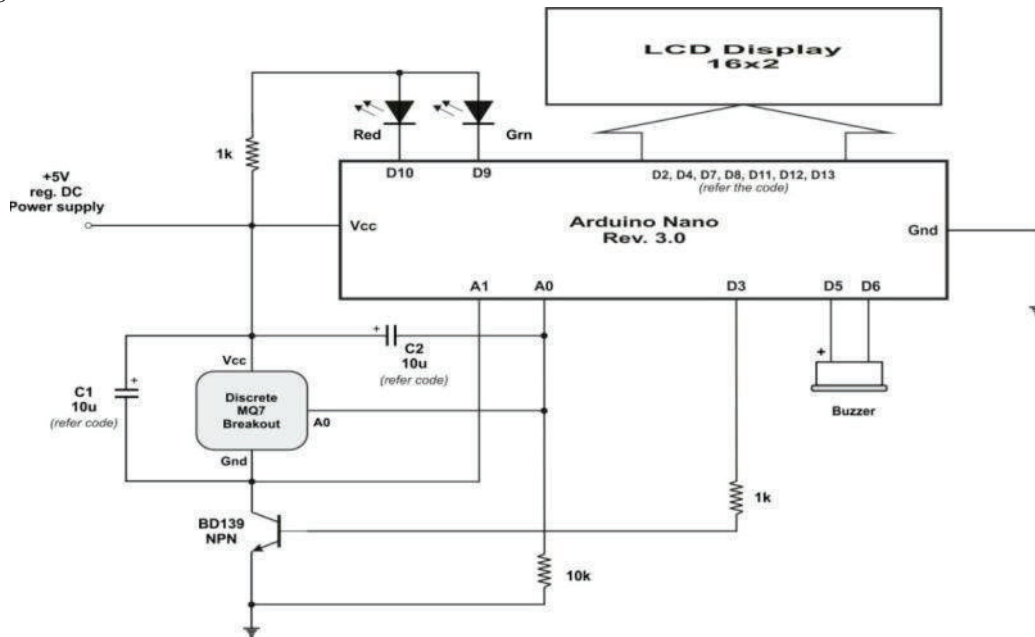 LCD Display
16x2
Red
Grn
1k
+5V
reg. DC
Power supply
D10
D9
D2, D4, D7, D8, D11, D12, D13
(refer the code)
Vcc
Arduino Nano
Rev. 3.0
Gnd
A1
A0
D3
D5
D6
+
C2
10u
(refer code)
+
Vcc
C1
10u
(refer code)
+
Discrete
MQ7
Breakout
A0
Gnd
Buzzer
1k
BD139
NPN
10k